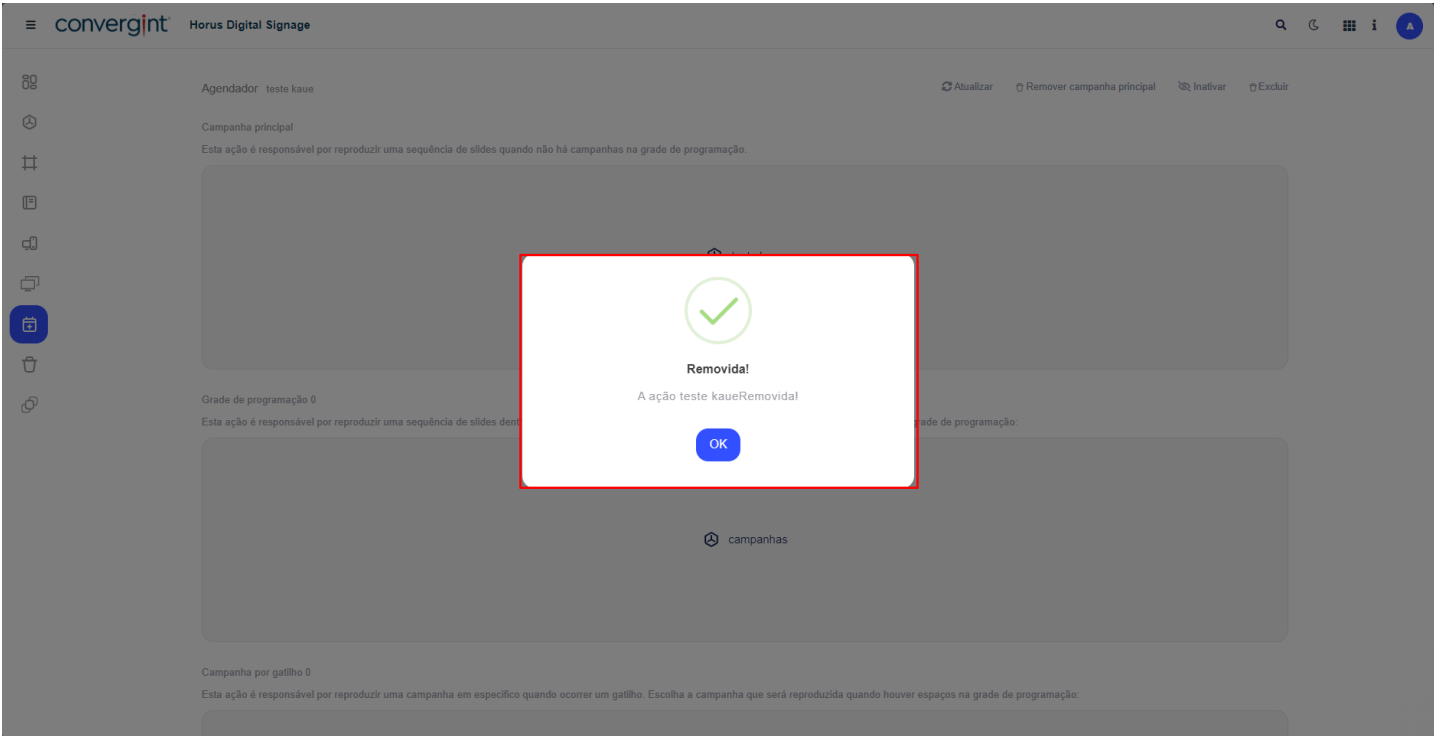 convergint Horus Digital Signage
A
Agendador teste kaue Atualizar Remover campanha principal Inativar Excluir
Campanha principal
Esta ação é responsável por reproduzir uma sequência de slides quando não há campanhas na grade de programação.
Removida!
A ação teste kaueRemovida!
OK
Grade de programação 0
Esta ação é responsável por reproduzir uma sequência de slides grade de programação:
campanhas
Campanha por gatilho 0
Esta ação é responsável por reproduzir uma campanha em específico quando ocorrer um gatilho. Escolha a campanha que será reproduzida quando houver espaços na grade de programação: